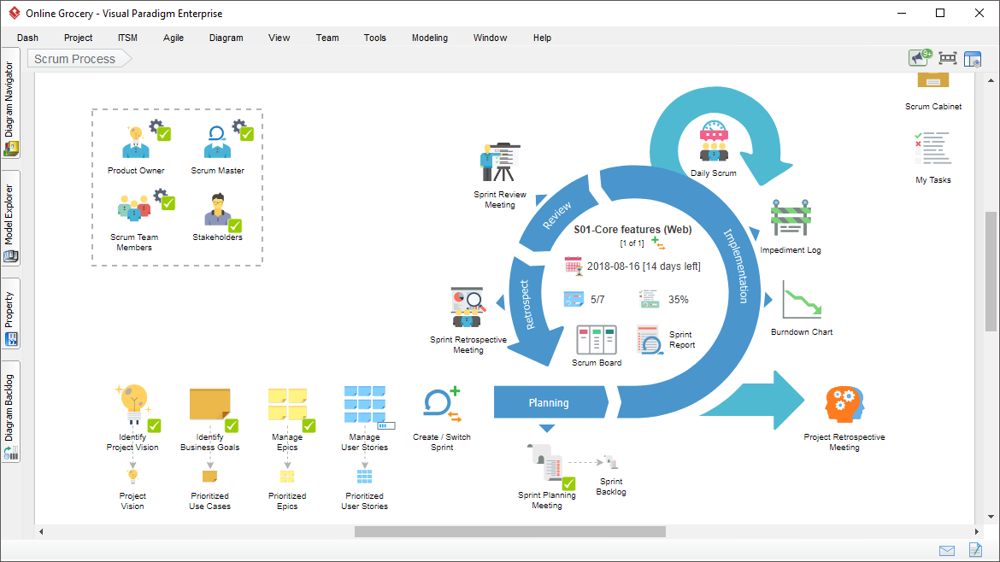 Online Grocery - Visual Paradigm Enterprise
Dash Project ITSM Agile Diagram View Team Tools Modeling Window Help
Scrum Process
9+
Diagram Navigator
Model Explorer
Property
Diagram Backlog
Product Owner
Scrum Master
Scrum Team
Members
Stakeholders
Sprint Review
Meeting
Daily Scrum
Scrum Cabinet
My Tasks
Impediment Log
Burndown Chart
Review
Implementation
Retrospect
S01-Core features (Web)
[1 of 1]
2018-08-16 [14 days left]
5/7
35%
Scrum Board
Sprint
Report
Sprint Retrospective
Meeting
Planning
Identify
Project Vision
Identify
Business Goals
Manage
Epics
Manage
User Stories
Create / Switch
Sprint
Project Retrospective
Meeting
Project
Vision
Prioritized
Use Cases
Prioritized
Epics
Prioritized
User Stories
Sprint Planning
Meeting
Sprint
Backlog